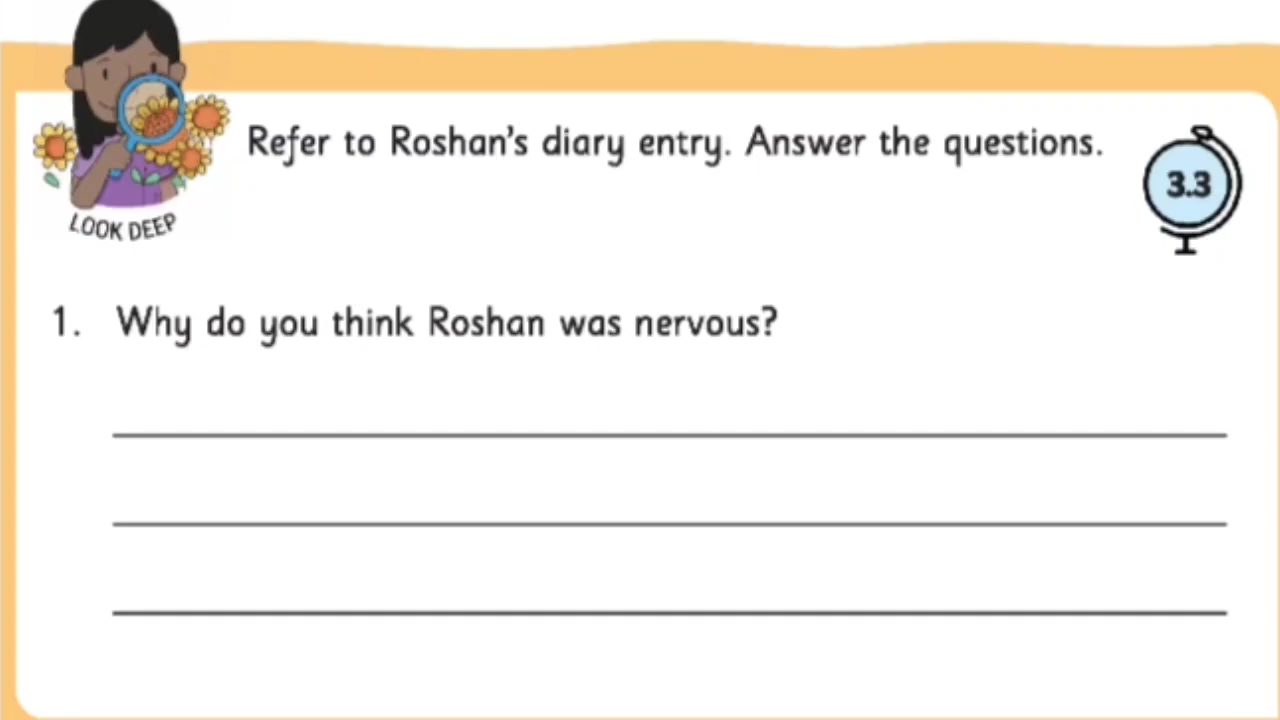 Refer to Roshan's diary entry. Answer the questions.
3.3
LOOK DEEP
1. Why do you think Roshan was nervous?